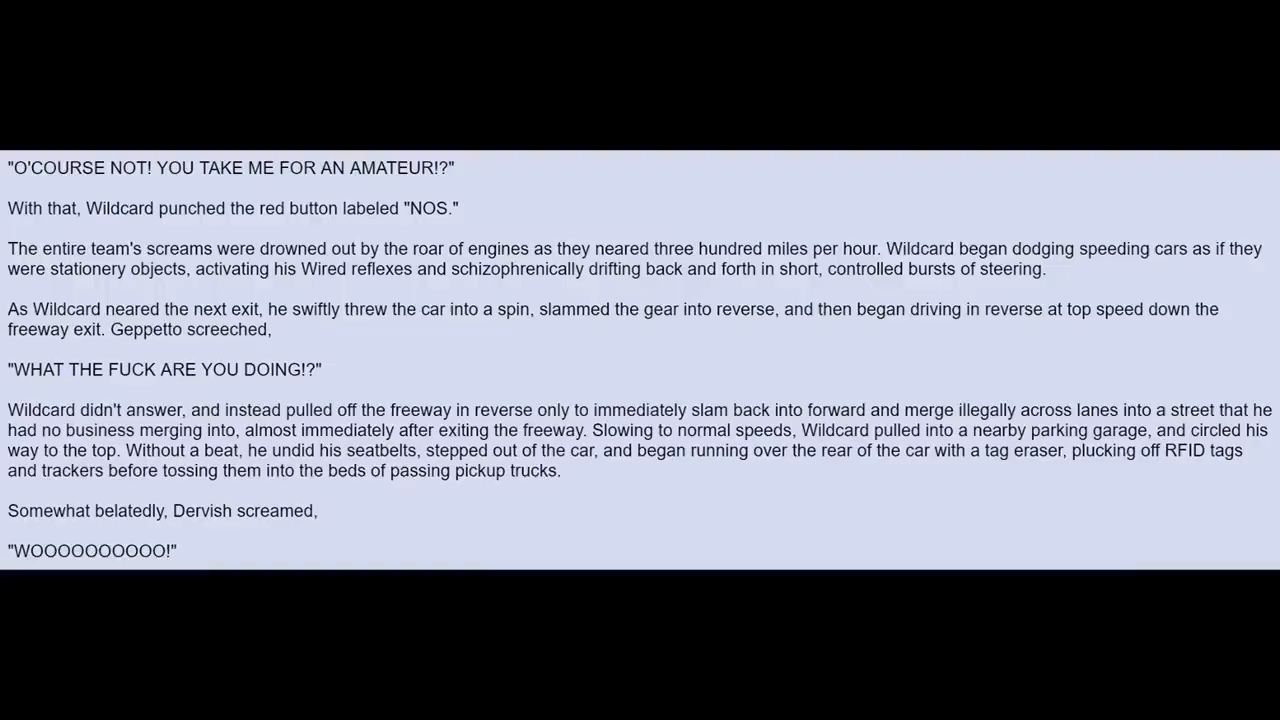 "O'COURSE NOT! YOU TAKE ME FOR AN AMATEUR!?"
With that, Wildcard punched the red button labeled "NOS."
The entire team's screams were drowned out by the roar of engines as they neared three hundred miles per hour. Wildcard began dodging speeding cars as if they
were stationery objects, activating his Wired reflexes and schizophrenically drifting back and forth in short, controlled bursts of steering.
As Wildcard neared the next exit, he swiftly threw the car into a spin, slammed the gear into reverse, and then began driving in reverse at top speed down the
freeway exit. Geppetto screeched,
"WHAT THE FUCK ARE YOU DOING!?"
Wildcard didn't answer, and instead pulled off the freeway in reverse only to immediately slam back into forward and merge illegally across lanes into a street that he
had no business merging into, almost immediately after exiting the freeway. Slowing to normal speeds, Wildcard pulled into a nearby parking garage, and circled his
way to the top. Without a beat, he undid his seatbelts, stepped out of the car, and began running over the rear of the car with a tag eraser, plucking off RFID tags
and trackers before tossing them into the beds of passing pickup trucks.
Somewhat belatedly, Dervish screamed,
"WOOOOOOOOOO!"